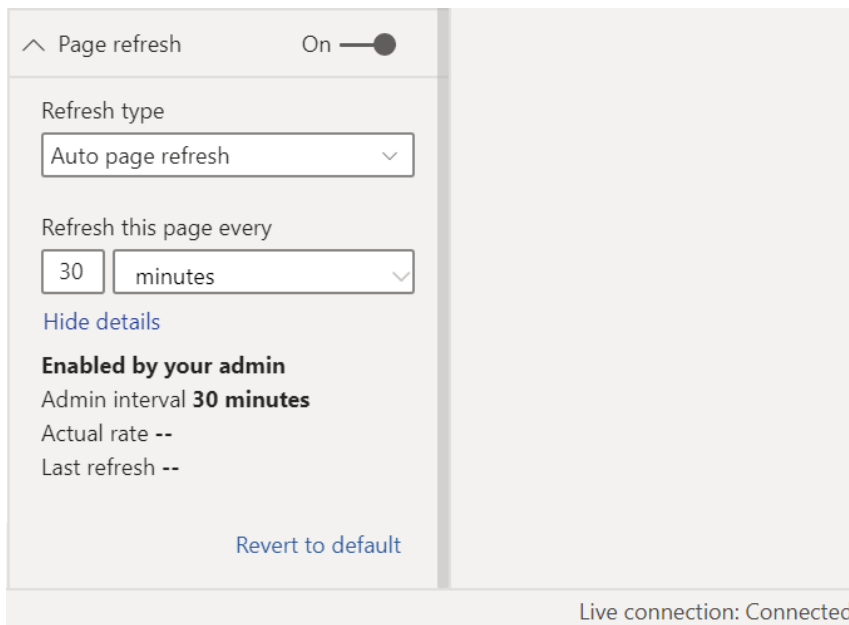 Page refresh On
Refresh type
Auto page refresh
Refresh this page every
30 minutes
Hide details
Enabled by your admin
Admin interval 30 minutes
Actual rate --
Last refresh --
Revert to default
Live connection: Connected